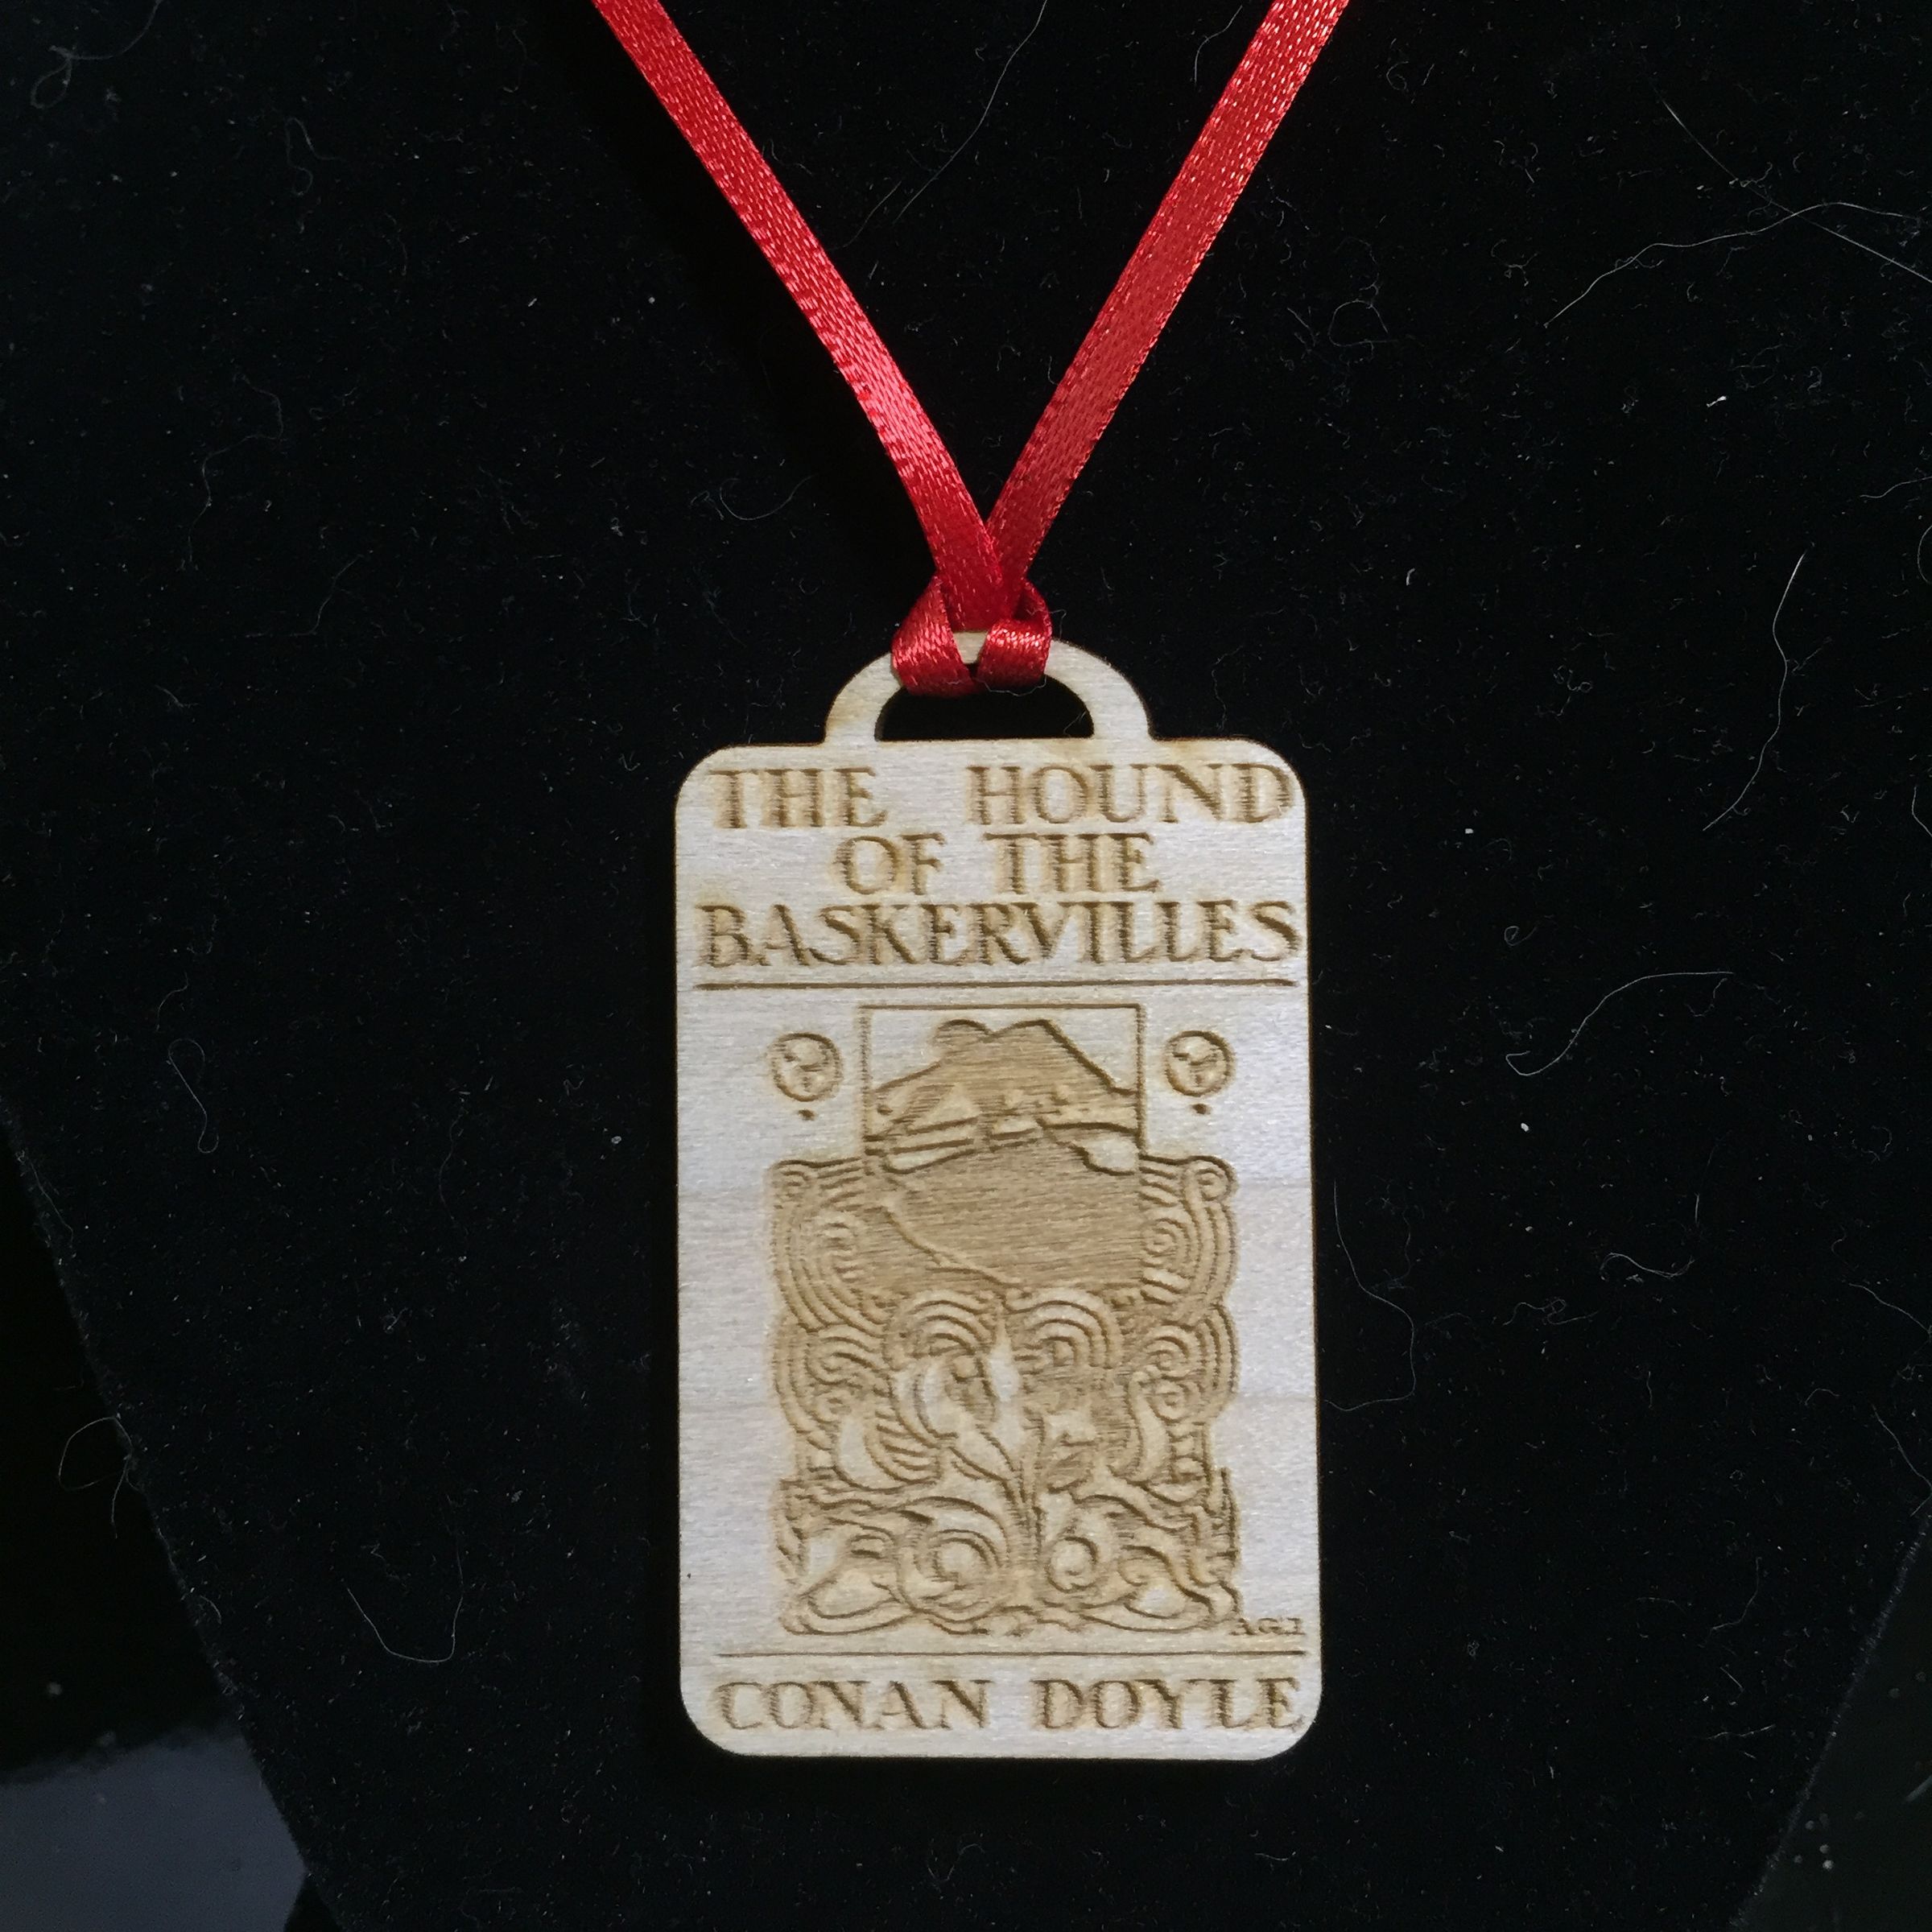 THE HOUND
OF THE
BASKERVILLES
A.G.J.
CONAN DOYLE